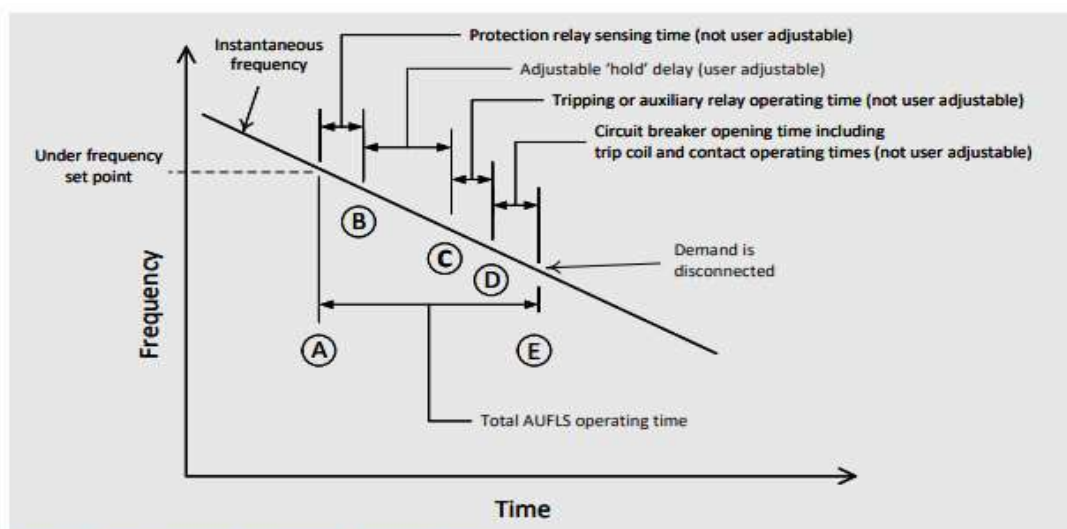 Protection relay sensing time (not user adjustable)
Instantaneous
frequency
Adjustable 'hold' delay (user adjustable)
Tripping or auxiliary relay operating time (not user adjustable)
Circuit breaker opening time including
trip coil and contact operating times (not user adjustable)
Under frequency
set point
B
C
D
Demand is
disconnected
Frequency
A
E
Total AUFLS operating time
Time